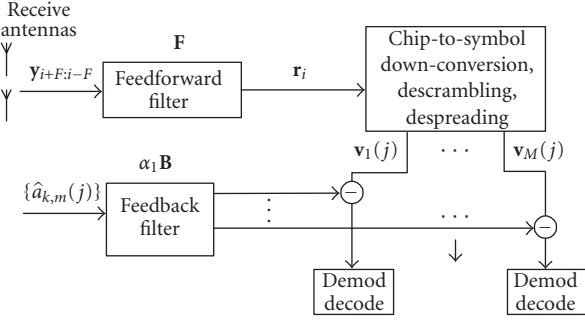 Receive
antennas
y_{i+F:i−F}
F
Feedforward
filter
r_i
Chip-to-symbol
down-conversion,
descrambling,
despreading
v_1(j)
· · ·
v_M(j)
α_1B
{â_{k,m}(j)}
Feedback
filter
⋮
−
· · ·
−
Demod
decode
Demod
decode